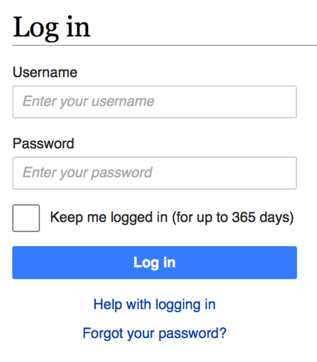 Log in
Username
Enter your username
Password
Enter your password
Keep me logged in (for up to 365 days)
Log in
Help with logging in
Forgot your password?